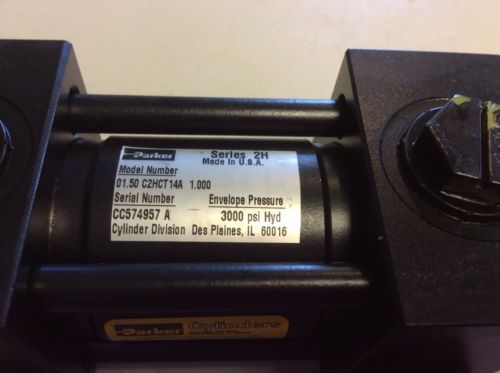 Parker Series 2H
Made in U.S.A.
Model Number
01.50 C2HCT14A 1.000
Serial Number Envelope Pressure
CC574957 A 3000 psi Hyd
Cylinder Division Des Plaines, IL 60016
Parker Cylinders